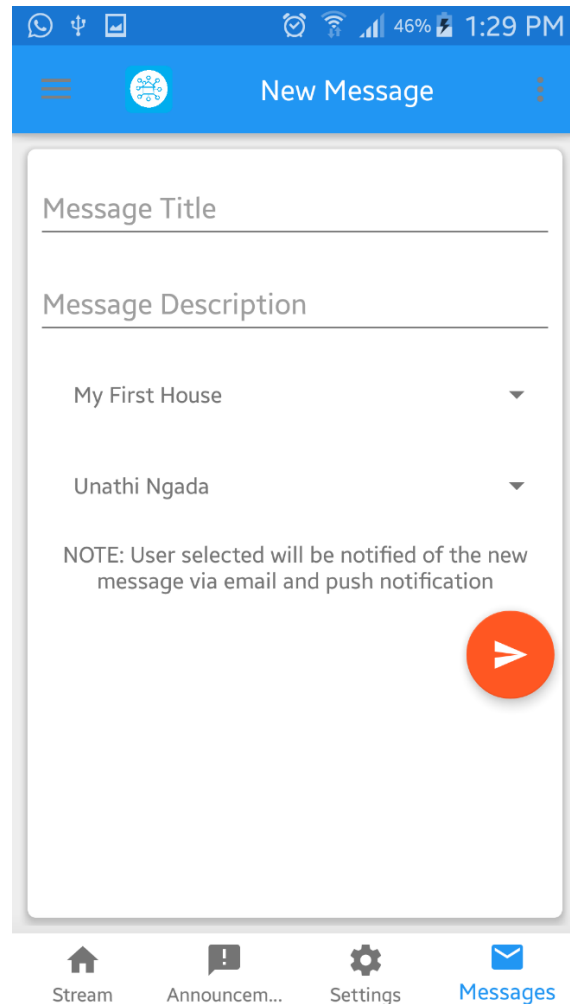 46% 1:29 PM
New Message
Message Title
Message Description
My First House
Unathi Ngada
NOTE: User selected will be notified of the new
message via email and push notification
Stream Announcem... Settings Messages